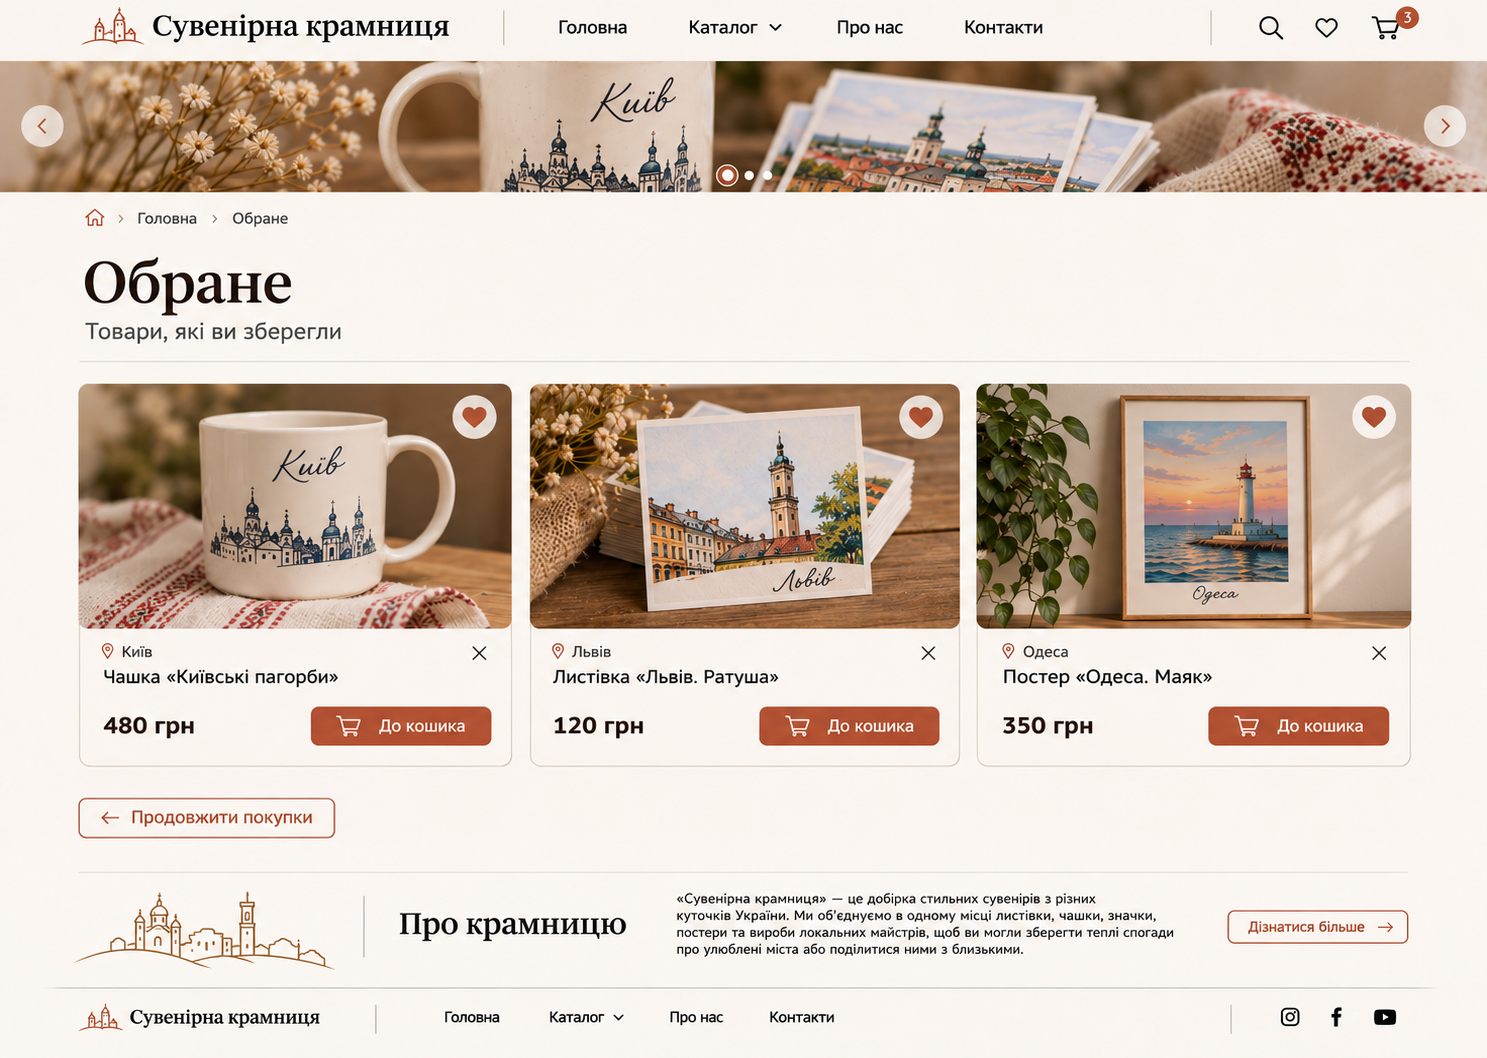 Сувенірна крамниця
Головна
Каталог
Про нас
Контакти
3
Київ
Головна
Обране
Обране
Товари, які ви зберегли
Київ
Львів
Одеса
Київ
Чашка «Київські пагорби»
480 грн
До кошика
Львів
Листівка «Львів. Ратуша»
120 грн
До кошика
Одеса
Постер «Одеса. Маяк»
350 грн
До кошика
Продовжити покупки
Про крамницю
«Сувенірна крамниця» — це добірка стильних сувенірів з різних
куточків України. Ми об'єднуємо в одному місці листівки, чашки, значки,
постери та вироби локальних майстрів, щоб ви могли зберегти теплі спогади
про улюблені міста або поділитися ними з близькими.
Дізнатися більше
Сувенірна крамниця
Головна
Каталог
Про нас
Контакти